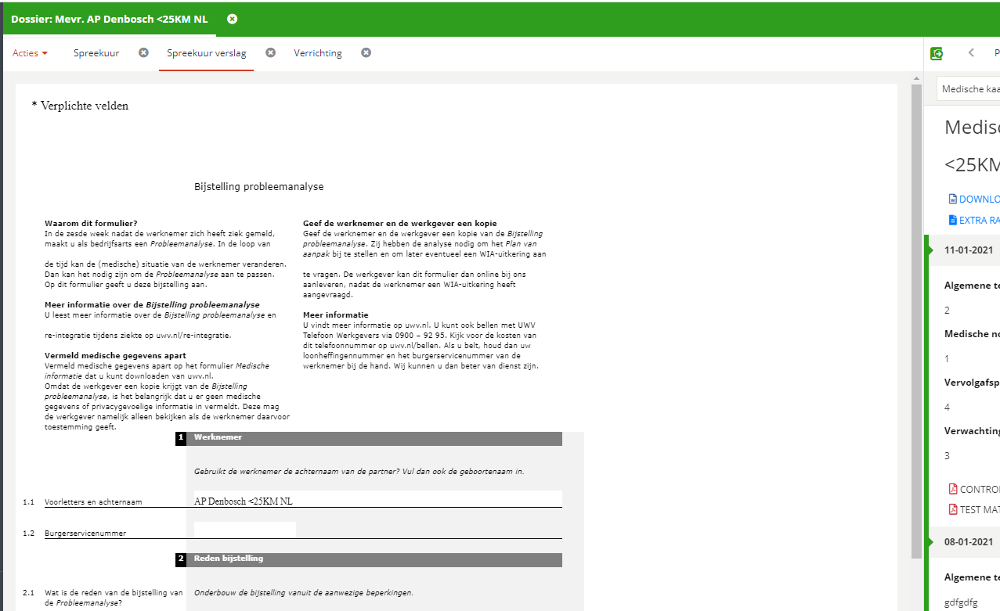 Dossier: Mevr. AP Denbosch <25KM NL
Acties
Spreekuur
Spreekuur verslag
Verrichting
* Verplichte velden
Bijstelling probleemanalyse
Waarom dit formulier?
In de zesde week nadat de werknemer zich heeft ziek gemeld,
maakt u als bedrijfsarts een Probleemanalyse. In de loop van
de tijd kan de (medische) situatie van de werknemer veranderen.
Dan kan het nodig zijn om de Probleemanalyse aan te passen.
Op dit formulier geeft u deze bijstelling aan.
Meer informatie over de Bijstelling probleemanalyse
U leest meer informatie over de Bijstelling probleemanalyse en
re-integratie tijdens ziekte op uwv.nl/re-integratie.
Vermeld medische gegevens apart
Vermeld medische gegevens apart op het formulier Medische
informatie dat u kunt downloaden van uwv.nl.
Omdat de werkgever een kopie krijgt van de Bijstelling
probleemanalyse, is het belangrijk dat u er geen medische
gegevens of privacygevoelige informatie in vermeldt. Deze mag
de werkgever namelijk alleen bekijken als de werknemer daarvoor
toestemming geeft.
Geef de werknemer en de werkgever een kopie
Geef de werknemer en de werkgever een kopie van de Bijstelling
probleemanalyse. Zij hebben de analyse nodig om het Plan van
aanpak bij te stellen en om later eventueel een WIA-uitkering aan
te vragen. De werkgever kan dit formulier dan online bij ons
aanleveren, nadat de werknemer een WIA-uitkering heeft
aangevraagd.
Meer informatie
U vindt meer informatie op uwv.nl. U kunt ook bellen met UWV
Telefoon Werkgevers via 0900 – 92 95. Kijk voor de kosten van
dit telefoonnummer op uwv.nl/bellen. Als u belt, houd dan uw
loonheffingennummer en het burgerservicenummer van de
werknemer bij de hand. Wij kunnen u dan beter van dienst zijn.
1 Werknemer
Gebruikt de werknemer de achternaam van de partner? Vul dan ook de geboortenaam in.
1.1 Voorletters en achternaam AP Denbosch <25KM NL
1.2 Burgerservicenummer
2 Reden bijstelling
2.1 Wat is de reden van de bijstelling van Onderbouw de bijstelling vanuit de aanwezige beperkingen.
de Probleemanalyse?
P
Medische kaa
Medisc
<25KM
DOWNLO
EXTRA RA
11-01-2021
Algemene te
2
Medische no
1
Vervolgafsp
4
Verwachting
3
CONTROL
TEST MAT
08-01-2021
Algemene te
gdfgdfg